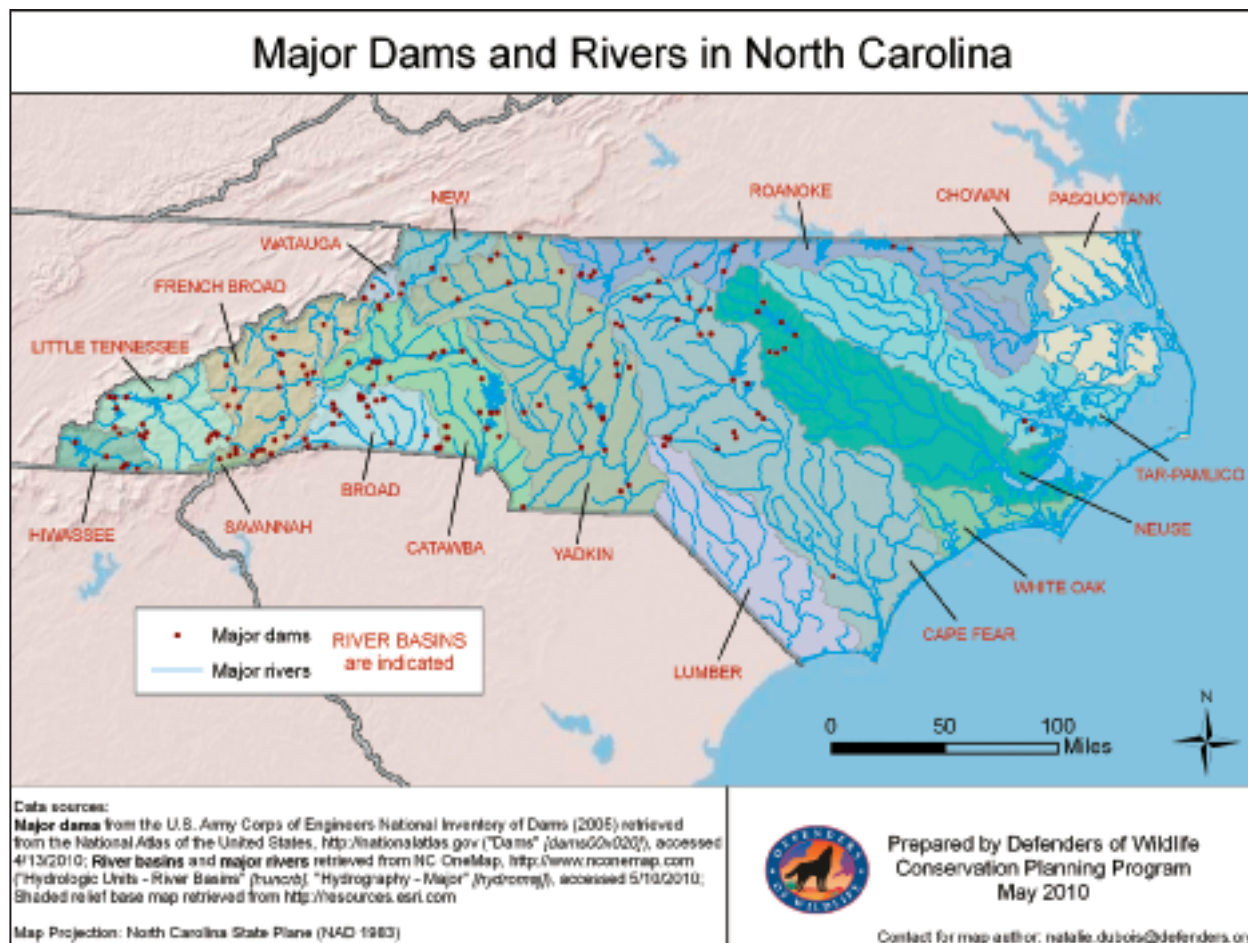 Major Dams and Rivers in North Carolina
NEW
ROANOKE
CHOWAN
PASQUOTANK
WATAUGA
FRENCH BROAD
LITTLE TENNESSEE
TAR-PAMLICO
HIWASSEE
SAVANNAH
BROAD
CATAWBA
YADKIN
NEUSE
WHITE OAK
CAPE FEAR
LUMBER
Major dams
Major rivers
RIVER BASINS
are indicated
0 50 100
Miles
N
Data sources:
Major dams from the U.S. Army Corps of Engineers National Inventory of Dams (2005) retrieved
from the National Atlas of the United States, http://nationalatlas.gov ("Dams" [dams00x020]), accessed
4/13/2010; River basins and major rivers retrieved from NC OneMap, http://www.nconemap.com
("Hydrologic Units - River Basins" "Hydrography - Major" [hydromaj]), accessed 5/10/2010;
Shaded relief base map retrieved from http://resources.esri.com
Map Projection: North Carolina State Plane (NAD 1983)
DEFENDERS
OF WILDLIFE
Prepared by Defenders of Wildlife
Conservation Planning Program
May 2010
Contact for map author: natalie.dubois@defenders.org